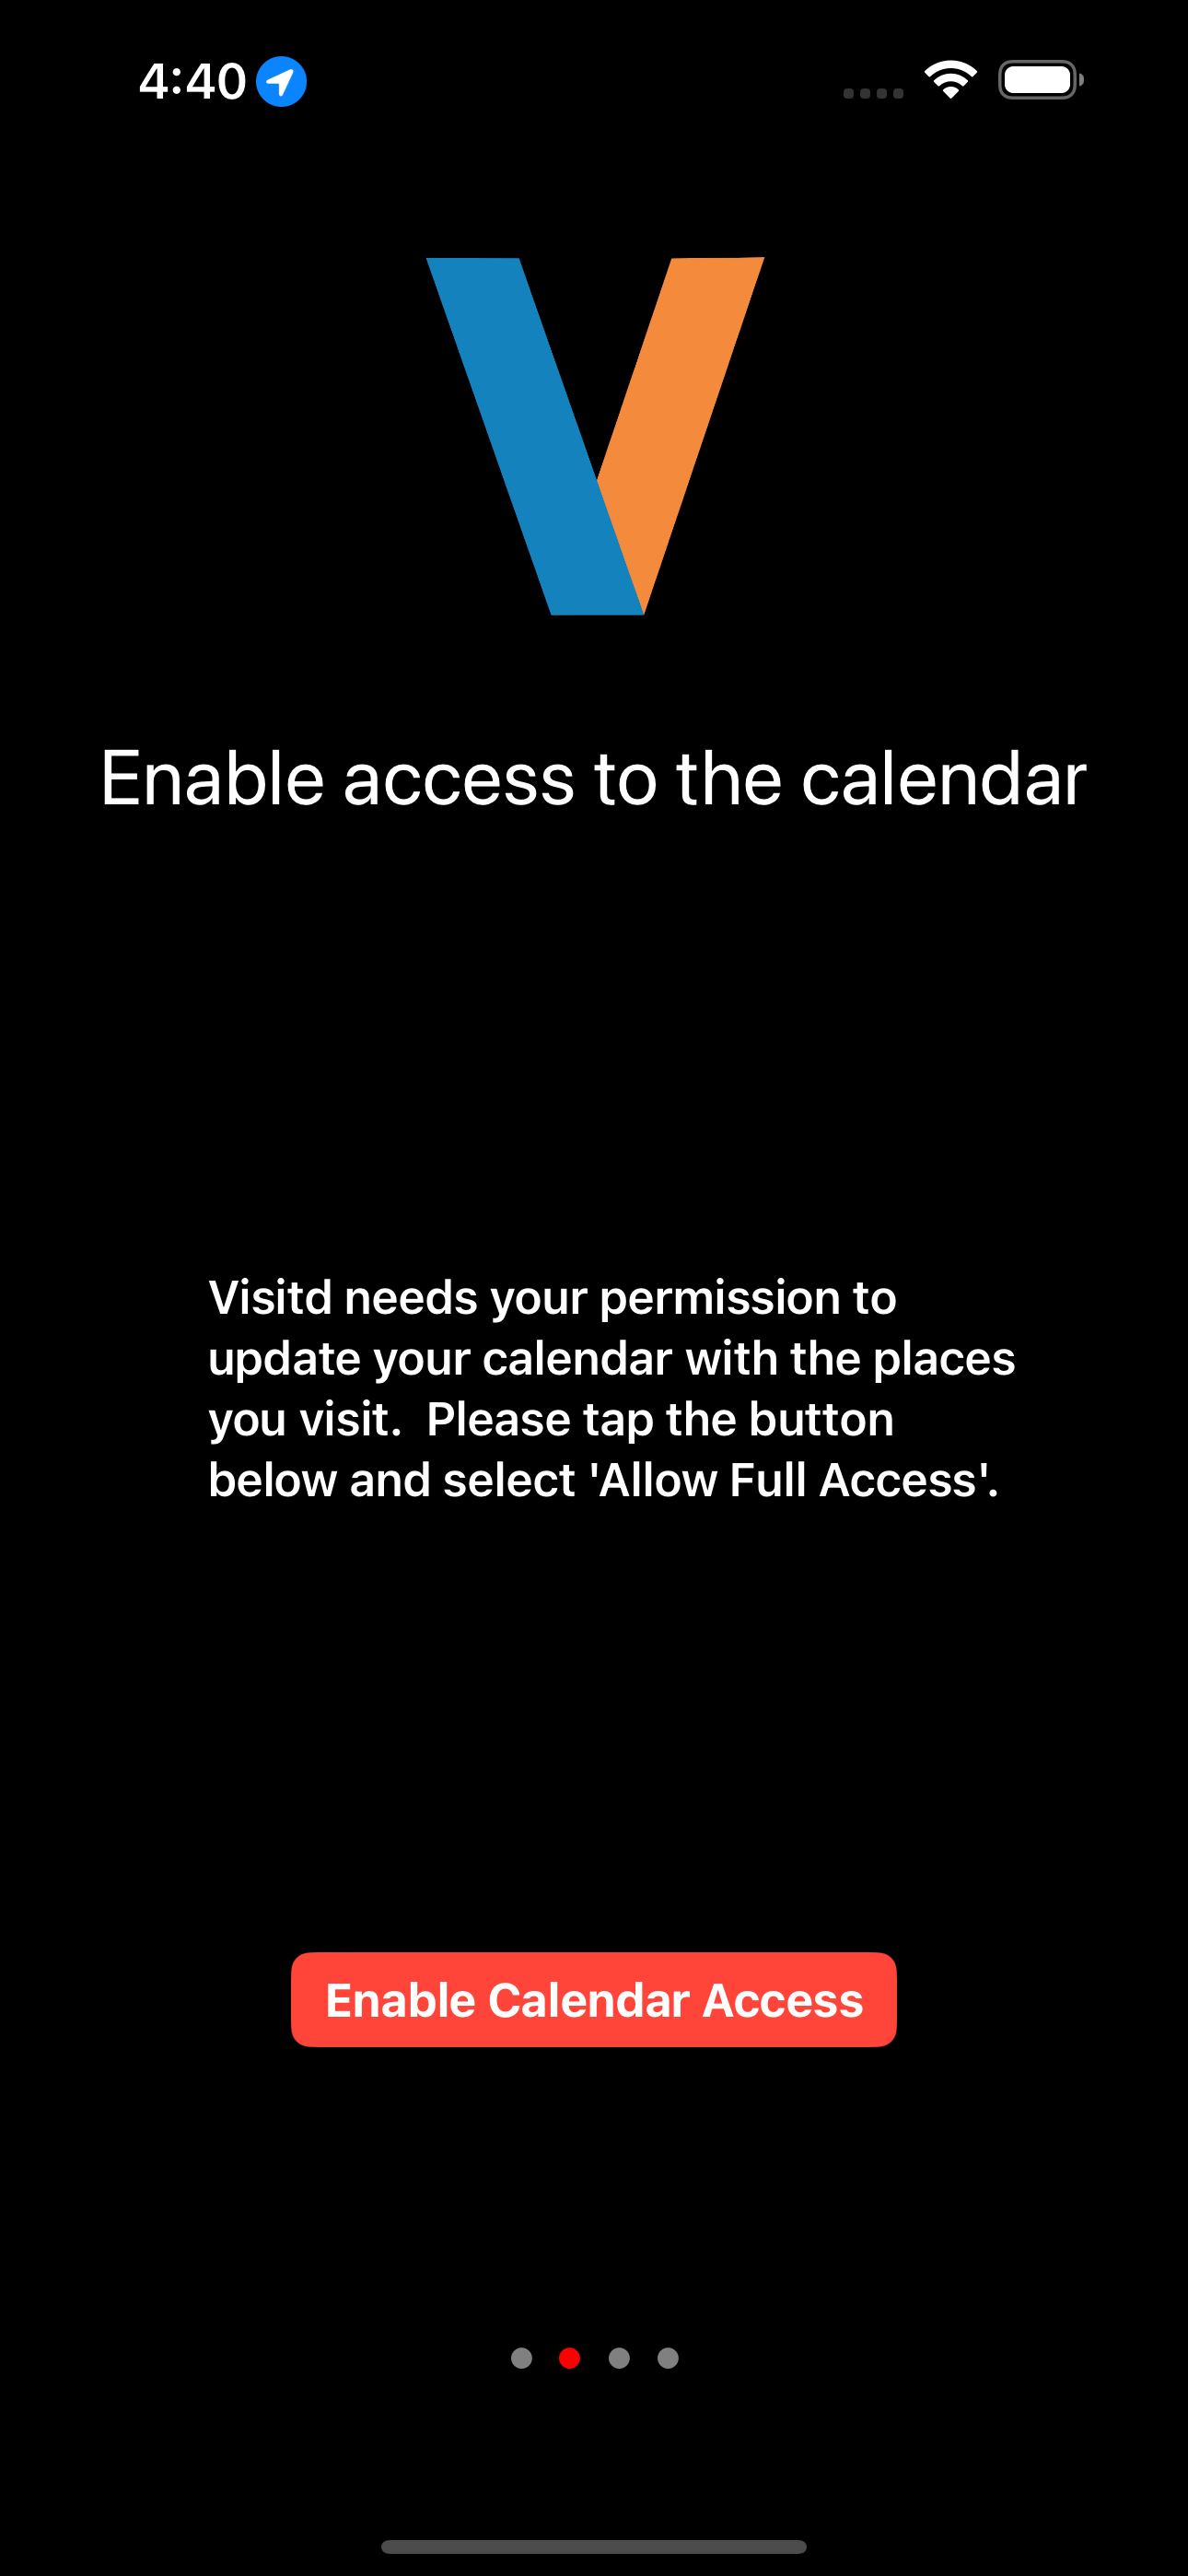 4:40
Enable access to the calendar
Visitd needs your permission to
update your calendar with the places
you visit.  Please tap the button
below and select 'Allow Full Access'.
Enable Calendar Access